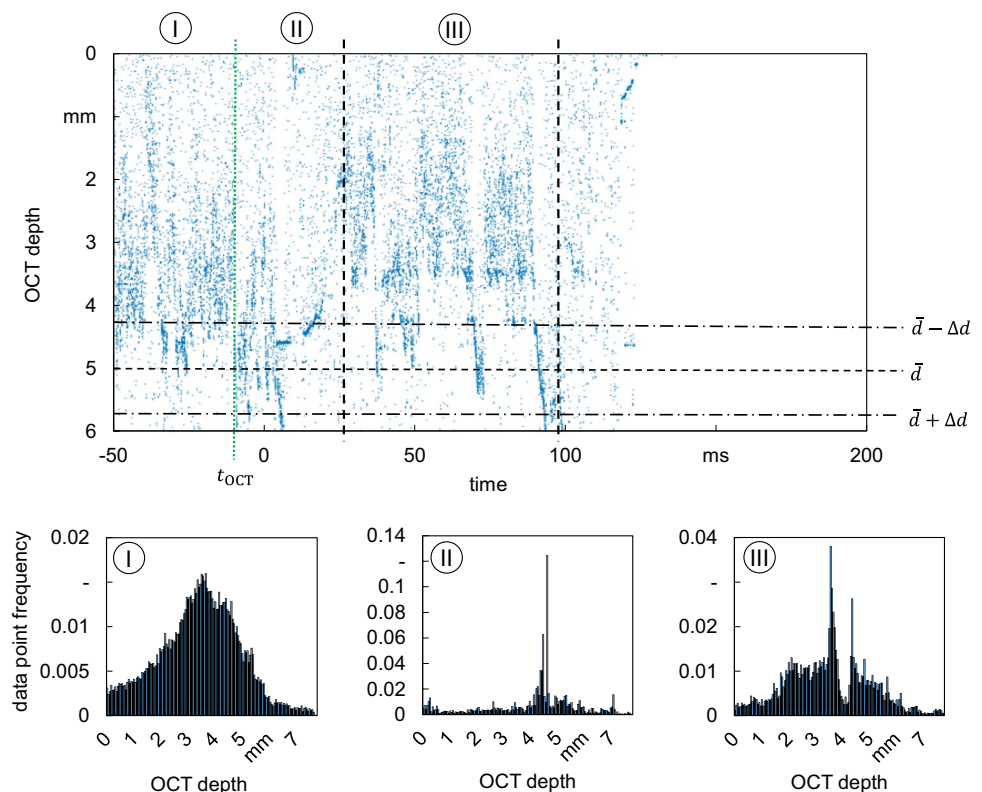 I II III
0
mm
2
3
4
5
6
OCT depth
d̄ − Δd
d̄
d̄ + Δd
-50 0 50 100 ms 200
t_OCT
time
data point frequency
0.02
-
0.01
0.005
0
I
0 1 2 3 4 5 mm 7
OCT depth
0.14
-
0.1
0.08
0.06
0.04
0.02
0
II
0 1 2 3 4 5 mm 7
OCT depth
0.04
-
0.02
0.01
0
III
0 1 2 3 4 5 mm 7
OCT depth